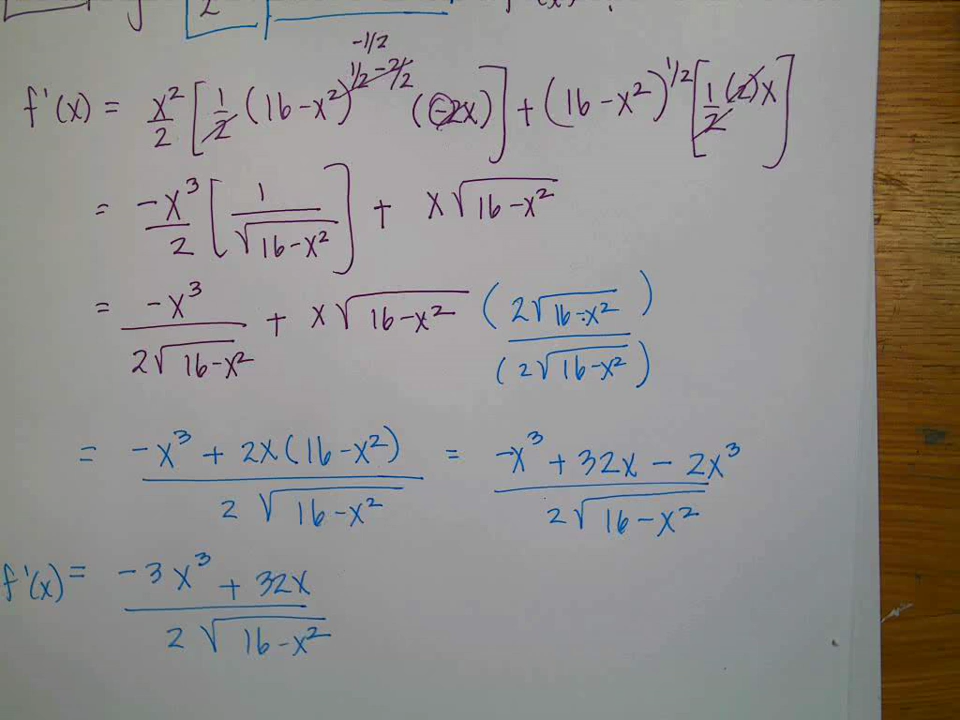 2
f'(x) = x²/2 [1/2 (16-x²)^(1/2 - 2/2) (-2x)] + (16-x²)^(1/2) [1/2 (2)x]
-1/2
= -x³/2 [1/√(16-x²)] + x√(16-x²)
= -x³/(2√(16-x²)) + x√(16-x²) (2√(16-x²))/(2√(16-x²))
= (-x³ + 2x(16-x²))/(2√(16-x²)) = (-x³ + 32x - 2x³)/(2√(16-x²))
f'(x) = (-3x³ + 32x)/(2√(16-x²))